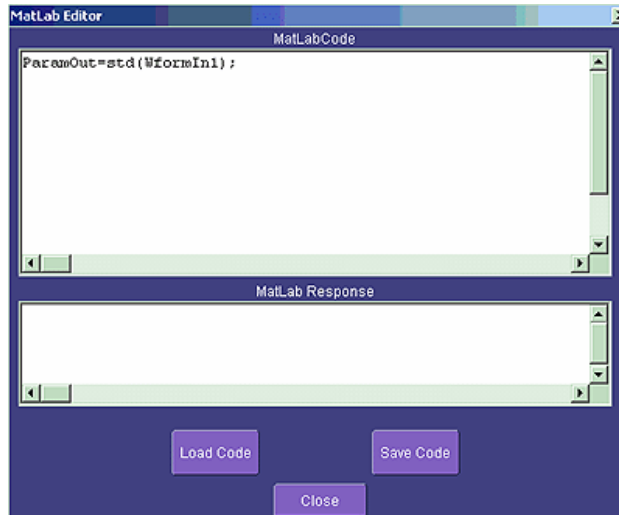 MatLab Editor
MatLabCode
ParamOut=std(WformIn1);
MatLab Response
Load Code
Save Code
Close